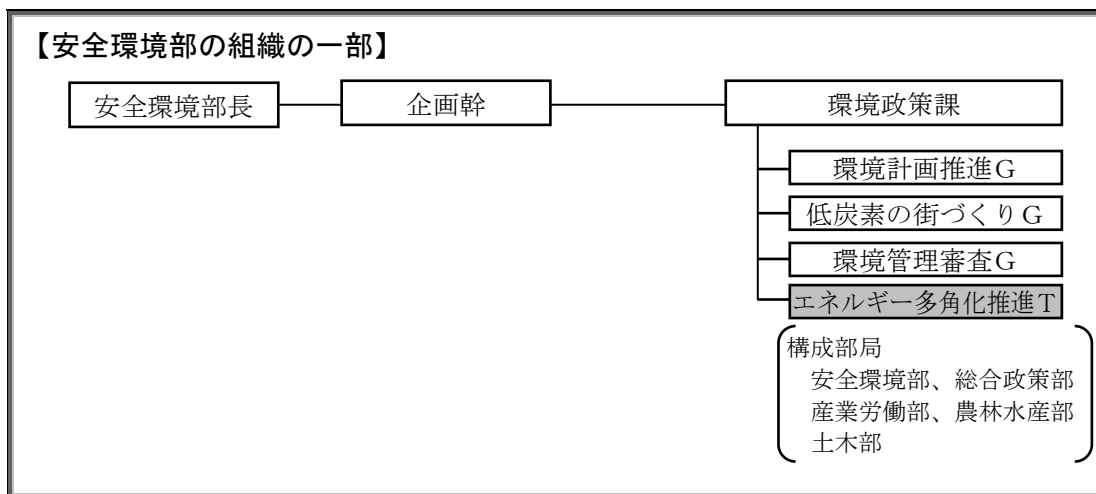 【安全環境部の組織の一部】
安全環境部長
企画幹
環境政策課
環境計画推進G
低炭素の街づくりG
環境管理審査G
エネルギー多角化推進T
構成部局
安全環境部、総合政策部
産業労働部、農林水産部
土木部